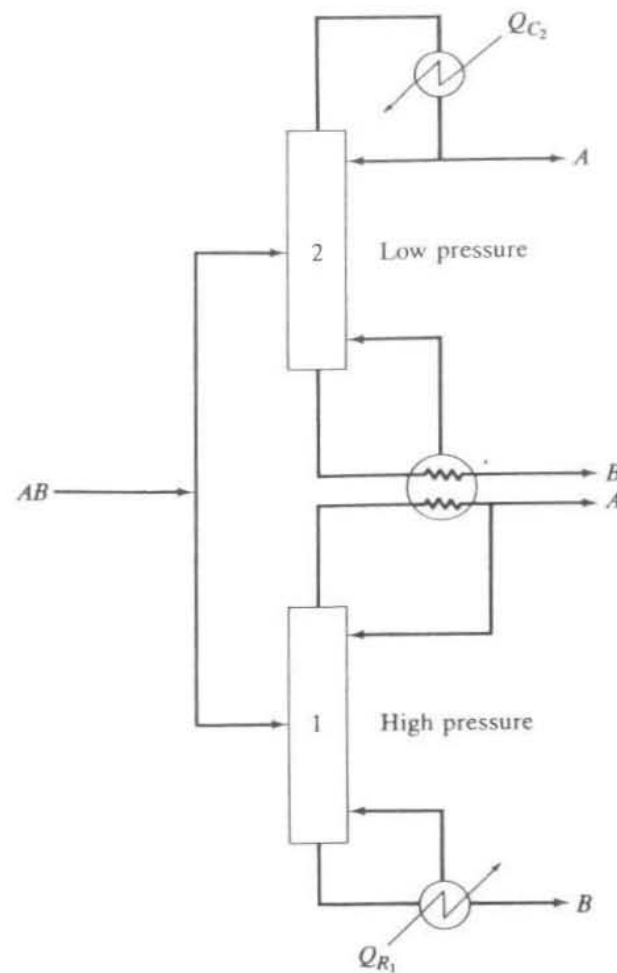 Q_{C_2}
A
2
Low pressure
B
AB
A
1
High pressure
B
Q_{R_1}